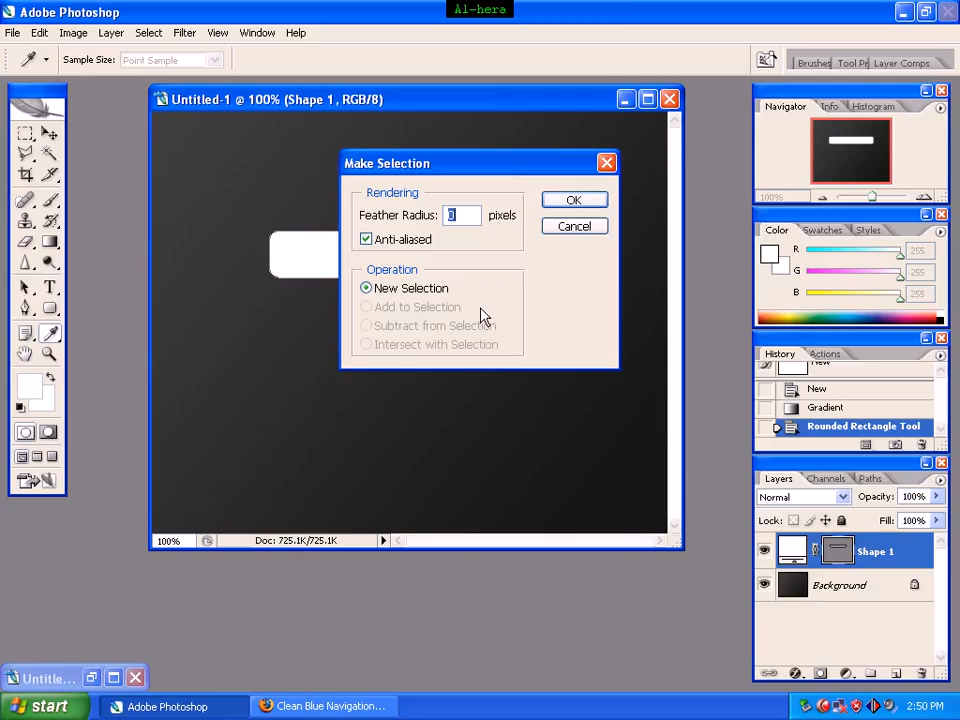 Al-hera
Adobe Photoshop
File Edit Image Layer Select Filter View Window Help
Sample Size: Point Sample
Brushes Tool Pr Layer Comps
Untitled-1 @ 100% (Shape 1, RGB/8)
Navigator Info Histogram
100%
Make Selection
Rendering
Feather Radius: 0 pixels
Anti-aliased
OK
Cancel
Operation
New Selection
Add to Selection
Subtract from Selection
Intersect with Selection
Color Swatches Styles
R 255
G 255
B 255
History Actions
New
New
Gradient
Rounded Rectangle Tool
Layers Channels Paths
Normal Opacity: 100%
Lock: Fill: 100%
Shape 1
Background
100% Doc: 725.1K/725.1K
Untitle...
start Adobe Photoshop Clean Blue Navigation... 2:50 PM